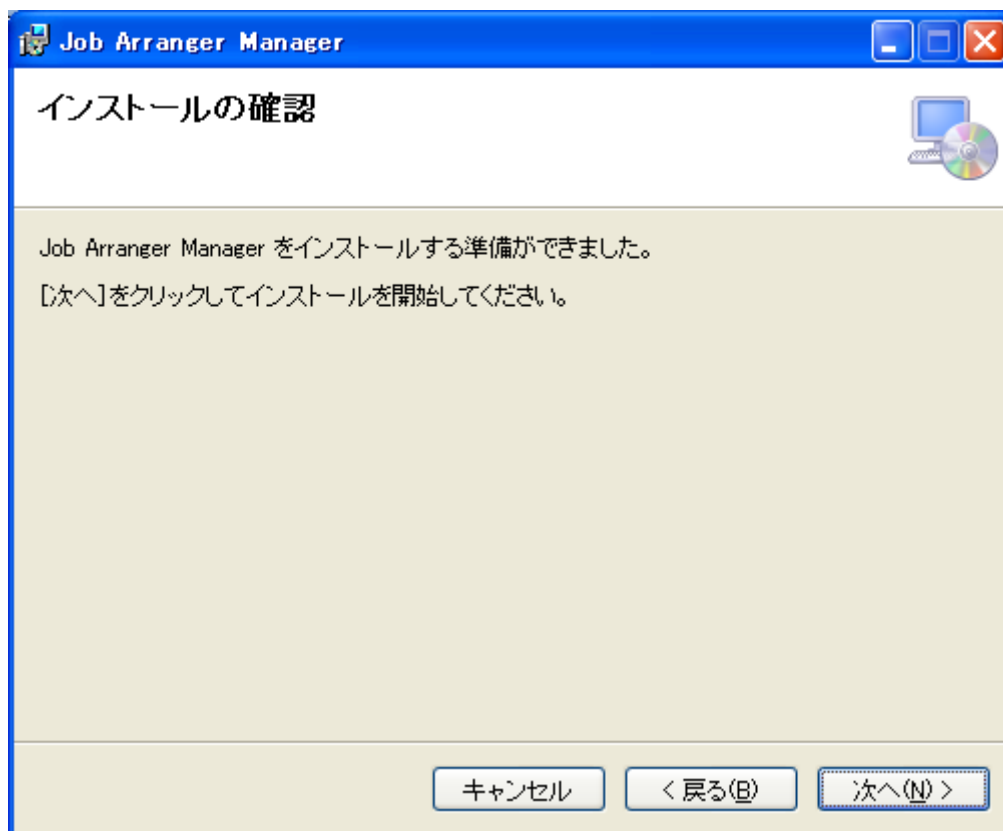 Job Arranger Manager
インストールの確認
Job Arranger Manager をインストールする準備ができました。
[次へ]をクリックしてインストールを開始してください。
キャンセル
< 戻る(B)
次へ(N) >